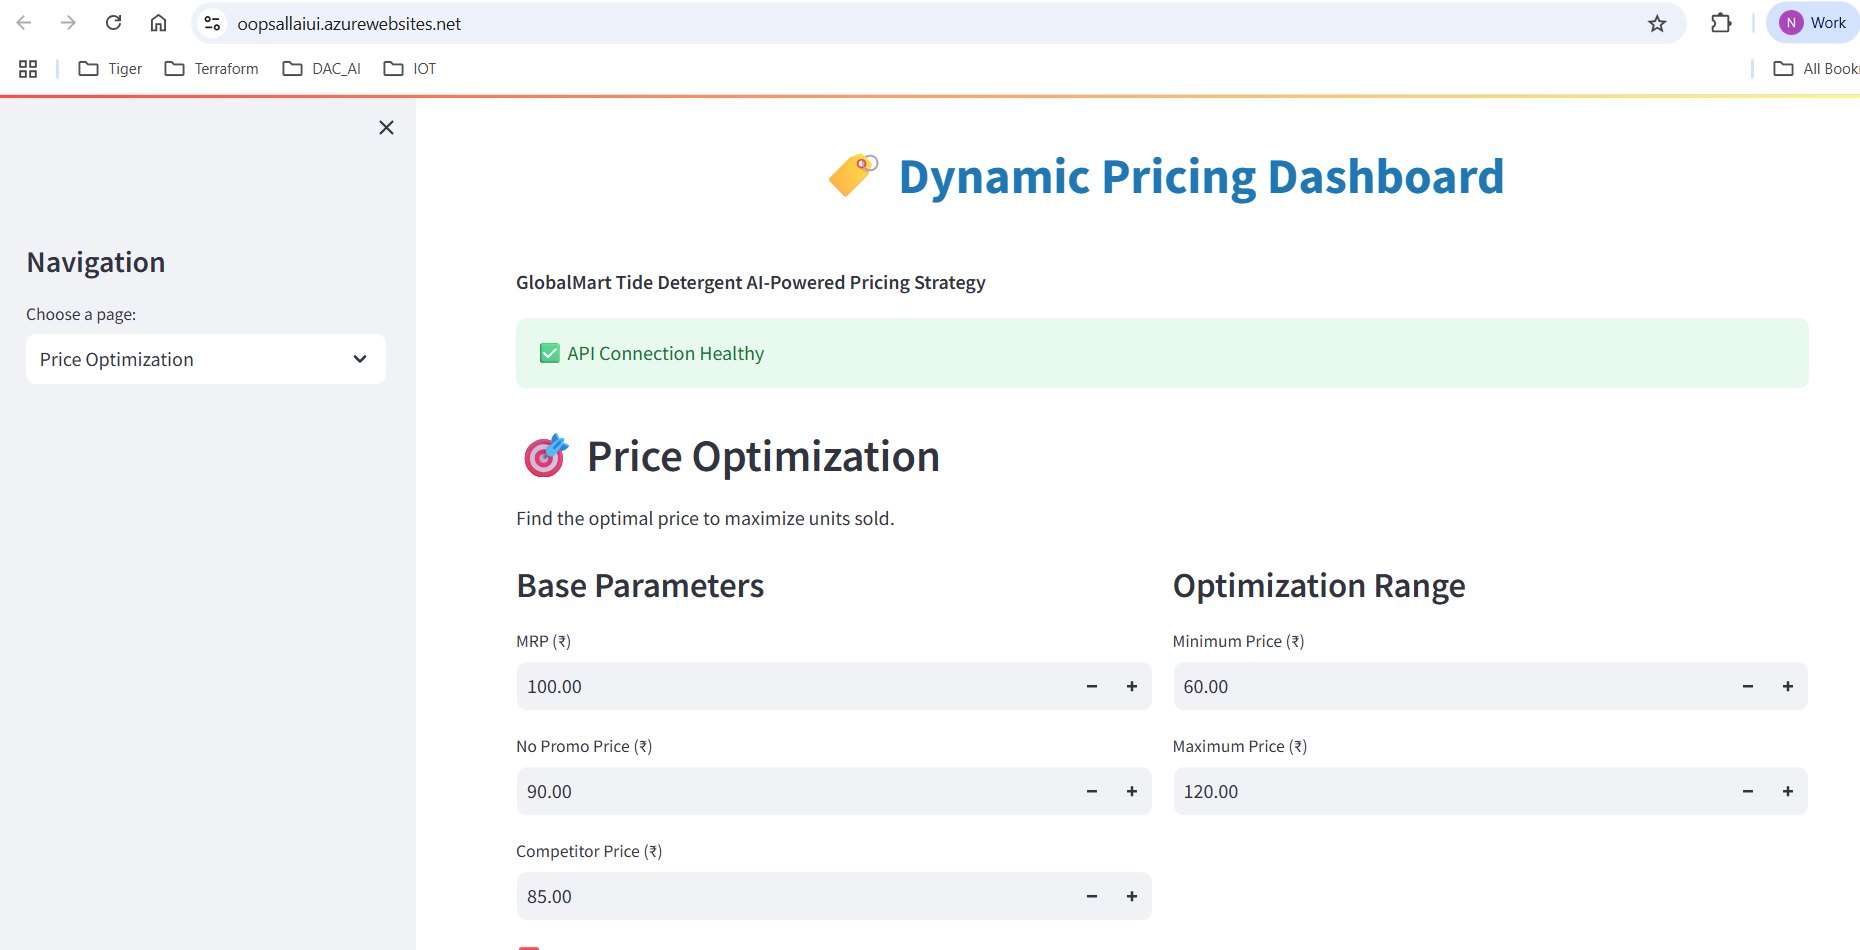 oopsallaiui.azurewebsites.net
N Work
Tiger
Terraform
DAC_AI
IOT
All Book
Navigation
Choose a page:
Price Optimization
Dynamic Pricing Dashboard
GlobalMart Tide Detergent AI-Powered Pricing Strategy
API Connection Healthy
Price Optimization
Find the optimal price to maximize units sold.
Base Parameters
MRP (₹)
100.00
No Promo Price (₹)
90.00
Competitor Price (₹)
85.00
Optimization Range
Minimum Price (₹)
60.00
Maximum Price (₹)
120.00